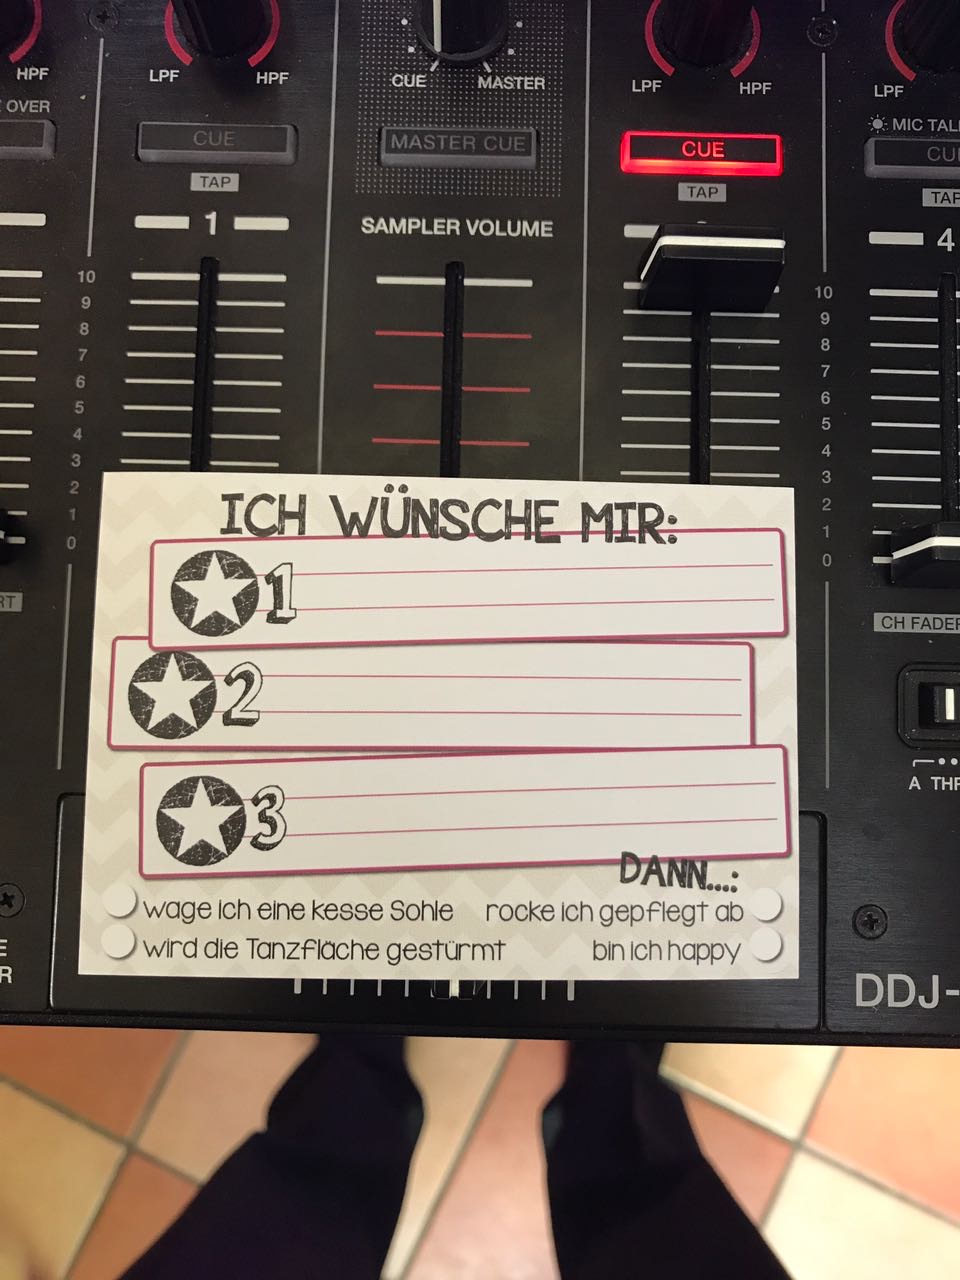 HPF
LPF HPF
CUE MASTER
LPF HPF
LPF
OVER
CUE
MASTER CUE
CUE
MIC TAL
CU
TAP
TAP
TAP
1
SAMPLER VOLUME
4
10
9
8
7
6
5
4
3
2
1
0
10
9
8
7
6
5
4
3
2
1
0
RT
CH FADER
A THR
ICH WÜNSCHE MIR:
1
2
3
DANN...:
wage ich eine kesse Sohle
rocke ich gepflegt ab
wird die Tanzfläche gestürmt
bin ich happy
E
R
DDJ-